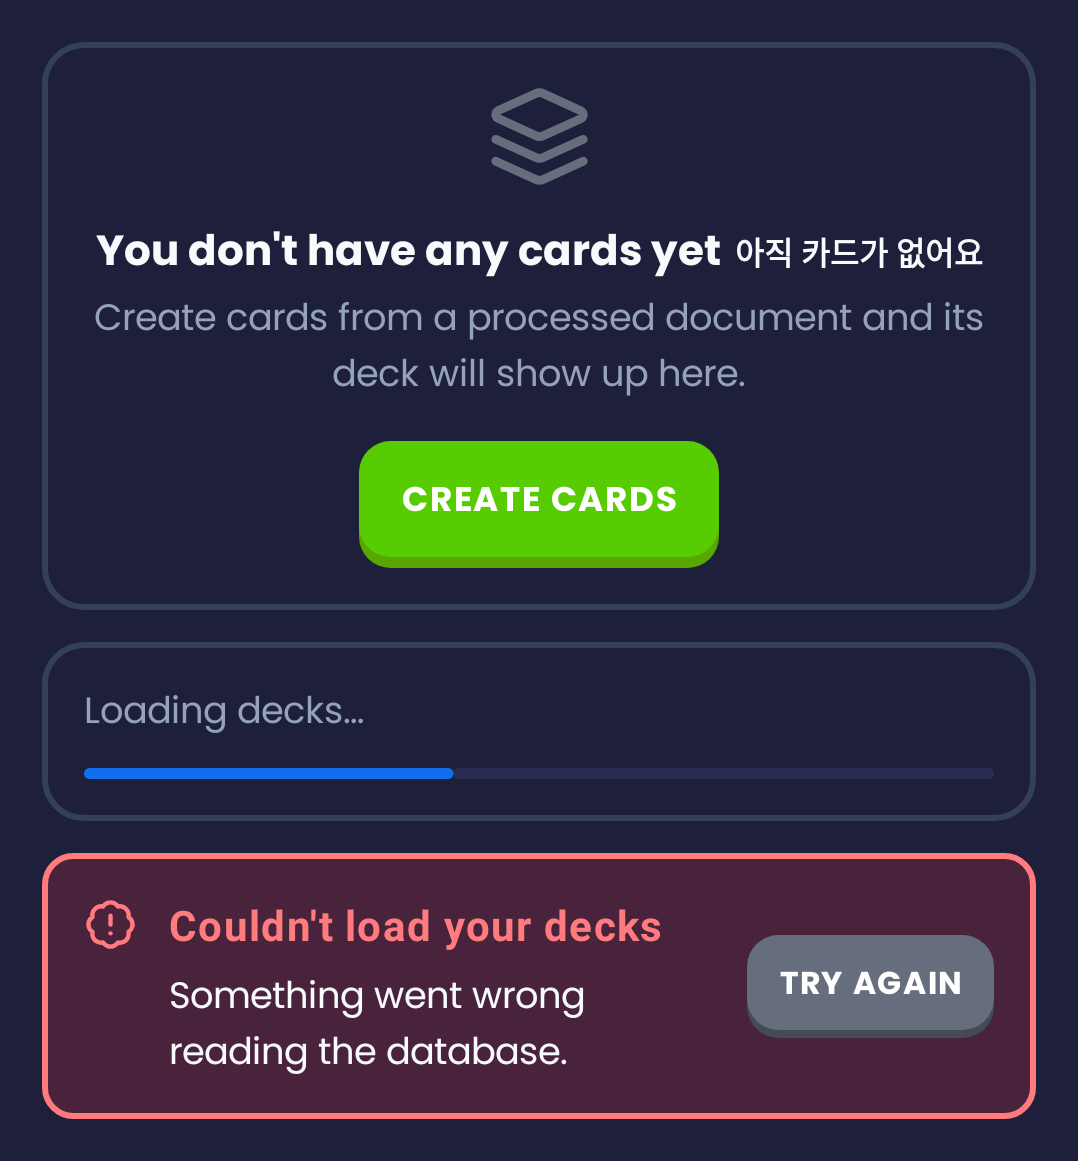 You don't have any cards yet 아직 카드가 없어요
Create cards from a processed document and its
deck will show up here.
CREATE CARDS
Loading decks...
Couldn't load your decks
Something went wrong
reading the database.
TRY AGAIN